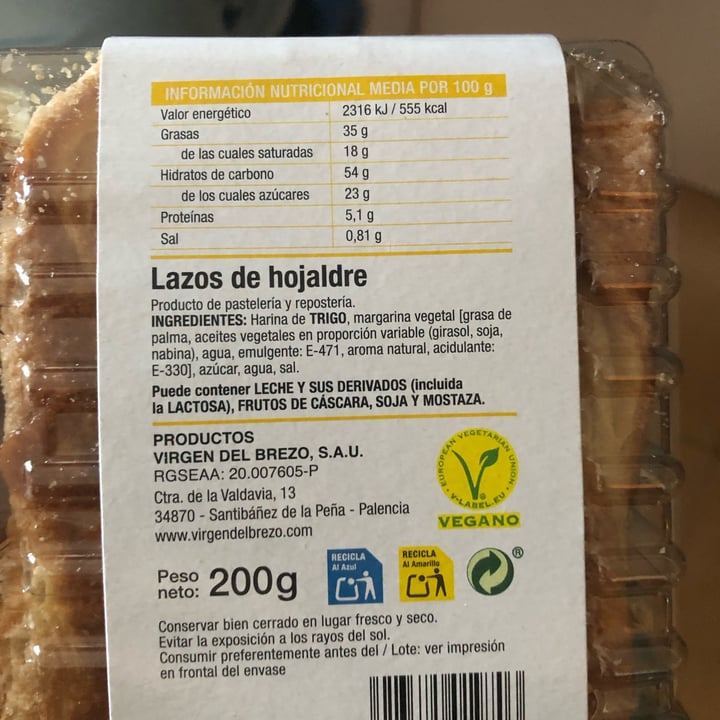 INFORMACIÓN NUTRICIONAL MEDIA POR 100 g
Valor energético 2316 kJ / 555 kcal
Grasas 35 g
de las cuales saturadas 18 g
Hidratos de carbono 54 g
de los cuales azúcares 23 g
Proteínas 5,1 g
Sal 0,81 g
Lazos de hojaldre
Producto de pastelería y repostería.
INGREDIENTES: Harina de TRIGO, margarina vegetal [grasa de
palma, aceites vegetales en proporción variable (girasol, soja,
nabina), agua, emulgente: E-471, aroma natural, acidulante:
E-330], azúcar, agua, sal.
Puede contener LECHE Y SUS DERIVADOS (incluida
la LACTOSA), FRUTOS DE CÁSCARA, SOJA Y MOSTAZA.
PRODUCTOS
VIRGEN DEL BREZO, S.A.U.
RGSEAA: 20.007605-P
Ctra. de la Valdavia, 13
34870 - Santibáñez de la Peña - Palencia
www.virgendelbrezo.com
EUROPEAN VEGETARIAN UNION
V-LABEL.EU
VEGANO
Peso
neto: 200g
RECICLA
Al Azul
RECICLA
Al Amarillo
®
Conservar bien cerrado en lugar fresco y seco.
Evitar la exposición a los rayos del sol.
Consumir preferentemente antes del / Lote: ver impresión
en frontal del envase